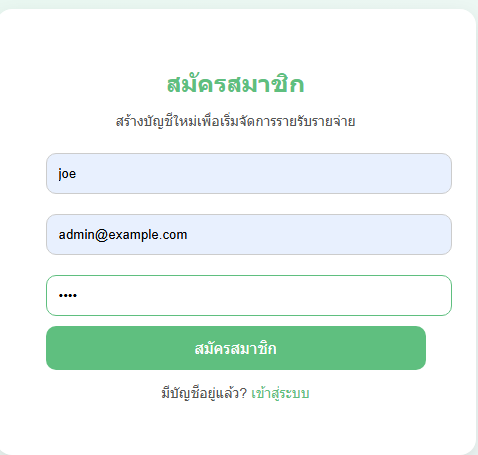 สมัครสมาชิก
สร้างบัญชีใหม่เพื่อเริ่มจัดการรายรับรายจ่าย
joe
admin@example.com
••••
สมัครสมาชิก
มีบัญชีอยู่แล้ว? เข้าสู่ระบบ